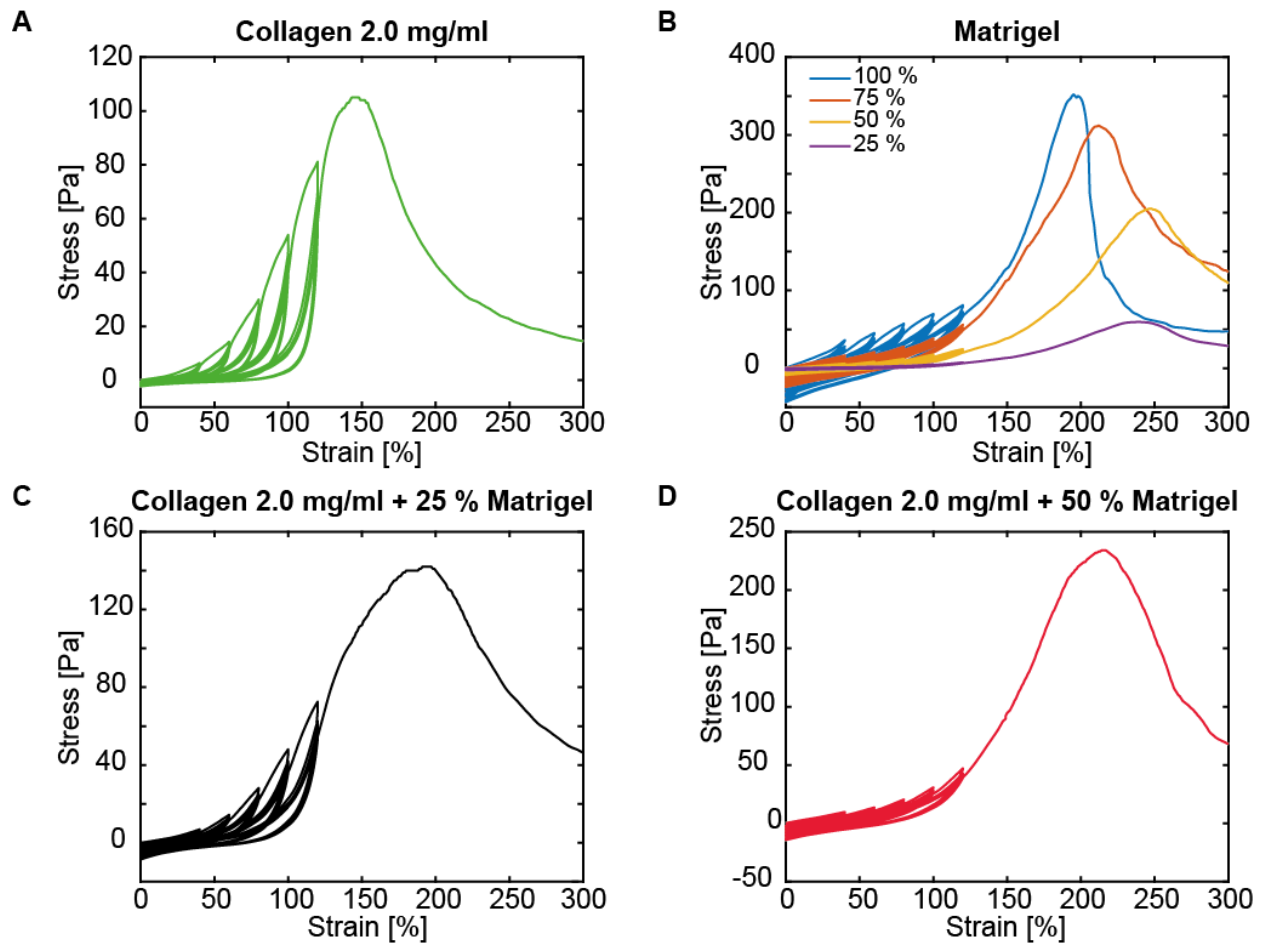 A
Collagen 2.0 mg/ml
120
100
80
60
40
20
0
Stress [Pa]
0 50 100 150 200 250 300
Strain [%]
B
Matrigel
400
300
200
100
0
Stress [Pa]
100 %
75 %
50 %
25 %
0 50 100 150 200 250 300
Strain [%]
C
Collagen 2.0 mg/ml + 25 % Matrigel
160
120
80
40
0
Stress [Pa]
0 50 100 150 200 250 300
Strain [%]
D
Collagen 2.0 mg/ml + 50 % Matrigel
250
200
150
100
50
0
-50
Stress [Pa]
0 50 100 150 200 250 300
Strain [%]